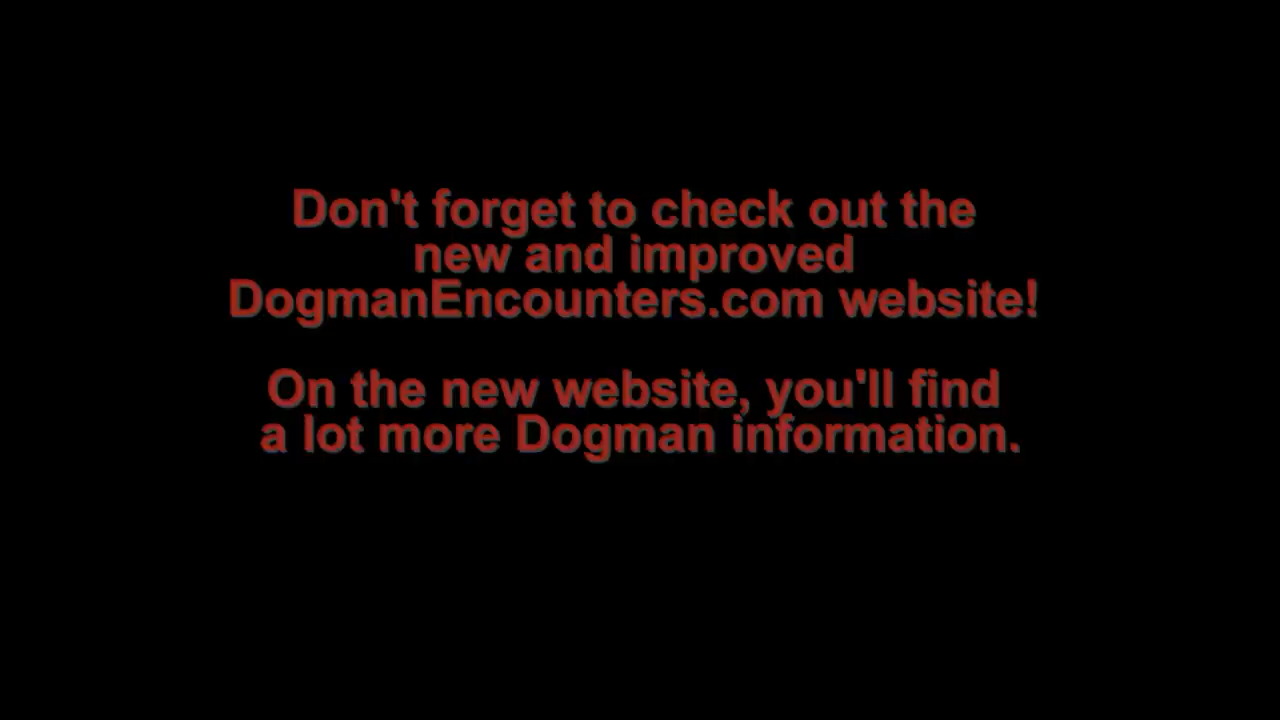 Don't forget to check out the
new and improved
DogmanEncounters.com website!
On the new website, you'll find
a lot more Dogman information.